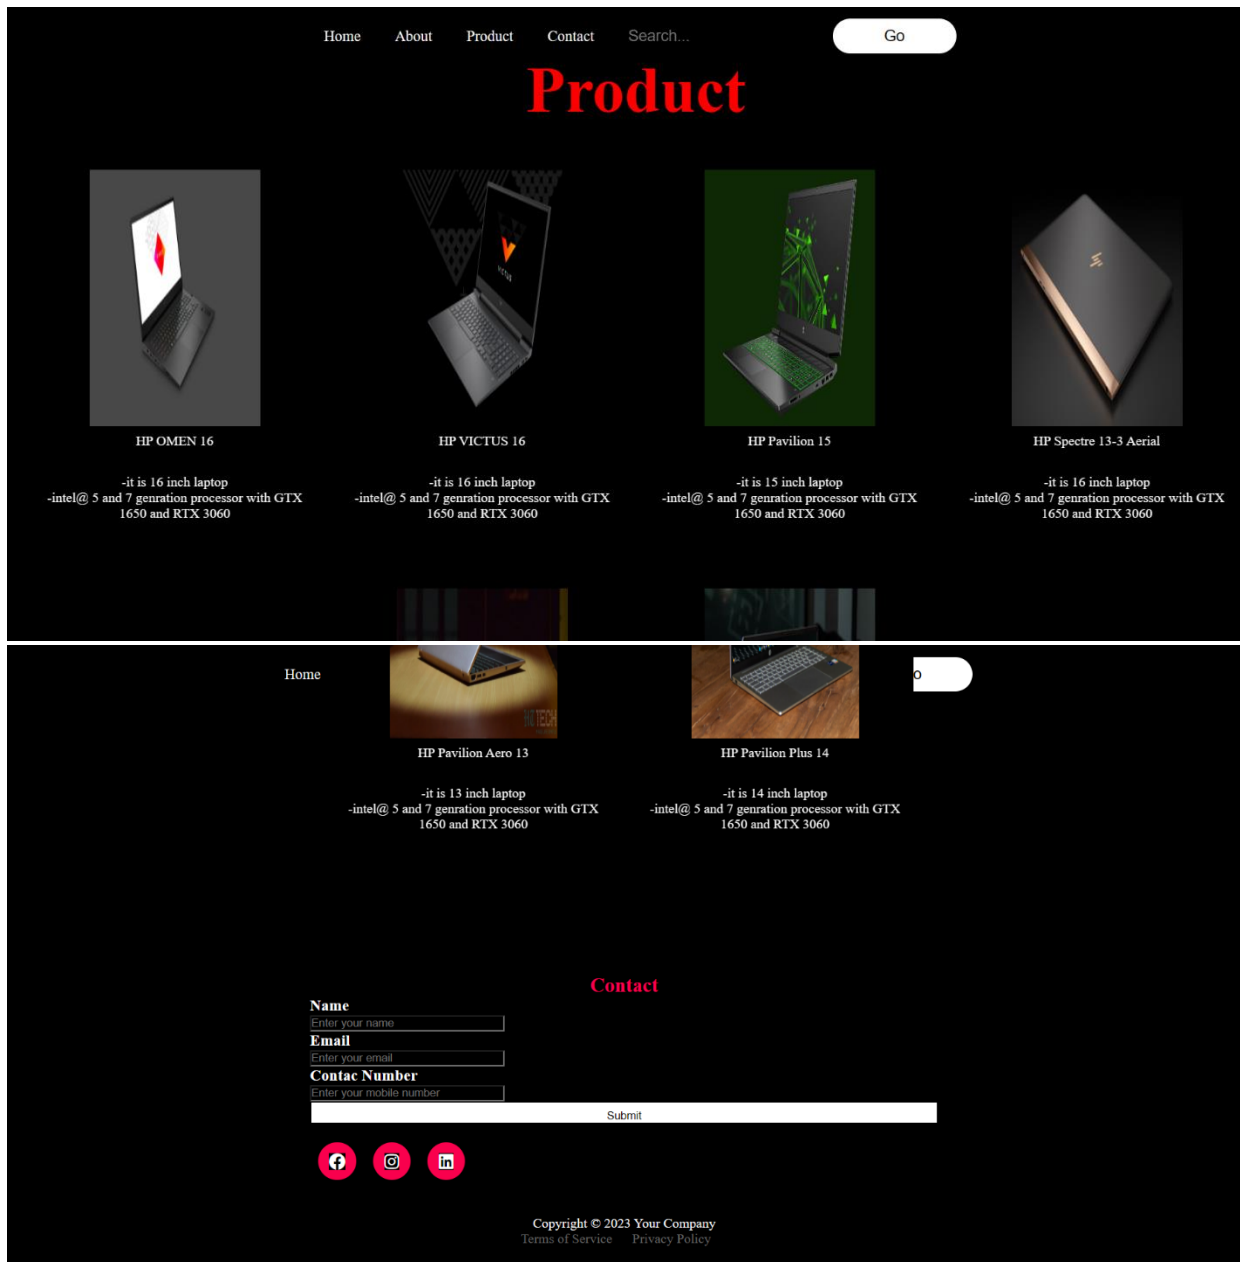 Home About Product Contact Search... Go
Product
VICTUS
HP OMEN 16
-it is 16 inch laptop
-intel@ 5 and 7 genration processor with GTX
1650 and RTX 3060
HP VICTUS 16
-it is 16 inch laptop
-intel@ 5 and 7 genration processor with GTX
1650 and RTX 3060
HP Pavilion 15
-it is 15 inch laptop
-intel@ 5 and 7 genration processor with GTX
1650 and RTX 3060
HP Spectre 13-3 Aerial
-it is 16 inch laptop
-intel@ 5 and 7 genration processor with GTX
1650 and RTX 3060
Home o
HP Pavilion Aero 13
-it is 13 inch laptop
-intel@ 5 and 7 genration processor with GTX
1650 and RTX 3060
HP Pavilion Plus 14
-it is 14 inch laptop
-intel@ 5 and 7 genration processor with GTX
1650 and RTX 3060
Contact
Name
Enter your name
Email
Enter your email
Contac Number
Enter your mobile number
Submit
Copyright © 2023 Your Company
Terms of Service Privacy Policy